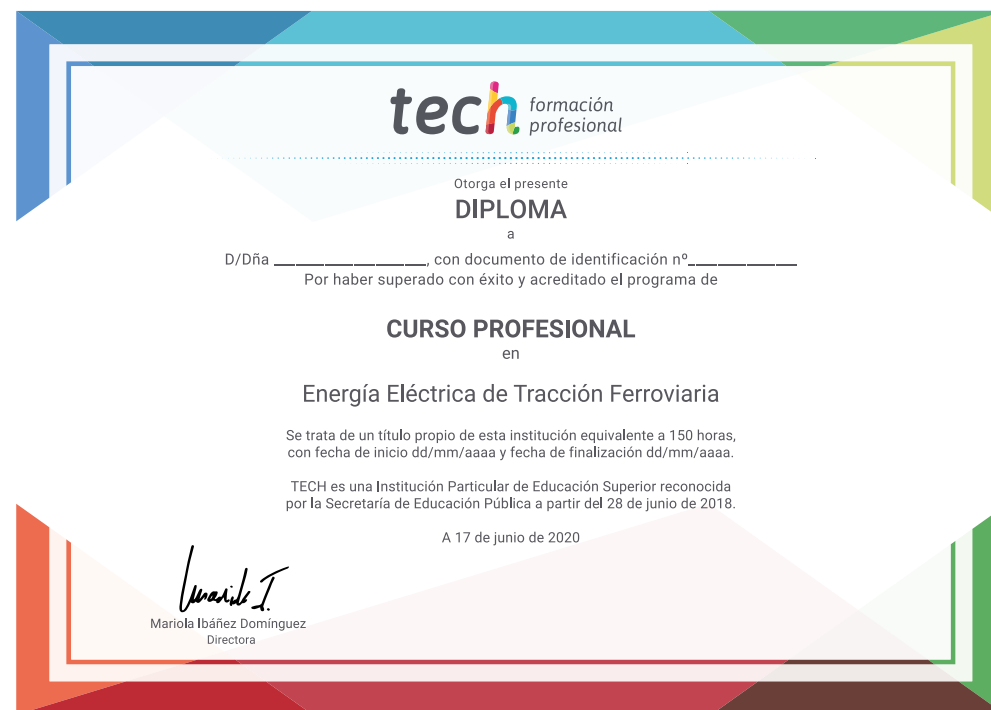 tech formación
profesional
Otorga el presente
DIPLOMA
a
D/Dña ______________, con documento de identificación nº__________
Por haber superado con éxito y acreditado el programa de
CURSO PROFESIONAL
en
Energía Eléctrica de Tracción Ferroviaria
Se trata de un título propio de esta institución equivalente a 150 horas,
con fecha de inicio dd/mm/aaaa y fecha de finalización dd/mm/aaaa.
TECH es una Institución Particular de Educación Superior reconocida
por la Secretaría de Educación Pública a partir del 28 de junio de 2018.
A 17 de junio de 2020
Mariola Ibáñez Domínguez
Directora